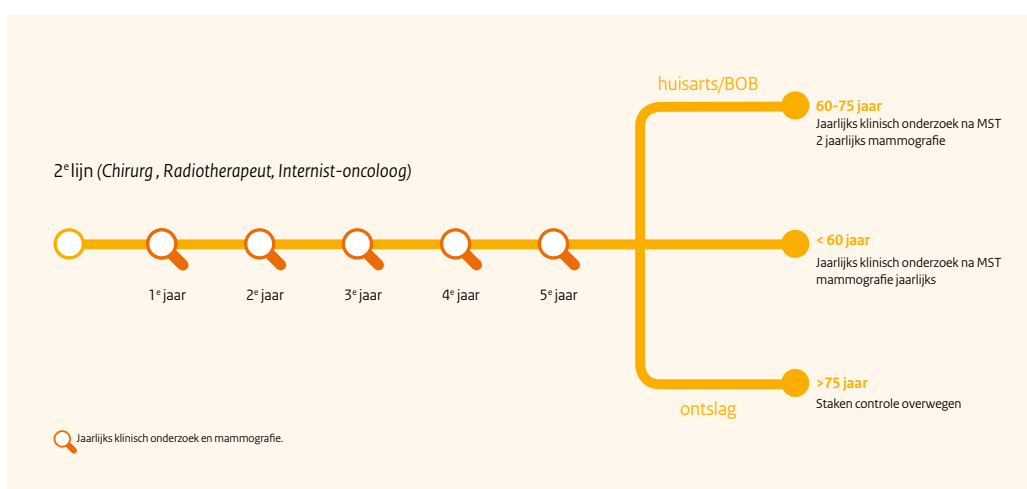 huisarts/BOB
60-75 jaar
Jaarlijks klinisch onderzoek na MST
2 jaarlijks mammografie
2e lijn (Chirurg , Radiotherapeut, Internist-oncoloog)
< 60 jaar
Jaarlijks klinisch onderzoek na MST
mammografie jaarlijks
1e jaar
2e jaar
3e jaar
4e jaar
5e jaar
>75 jaar
Staken controle overwegen
ontslag
Jaarlijks klinisch onderzoek en mammografie.